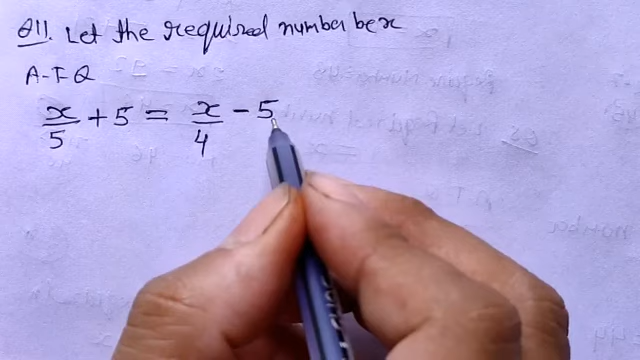 Q11. Let the required number be x
A-T-Q
x/5 + 5 = x/4 - 5